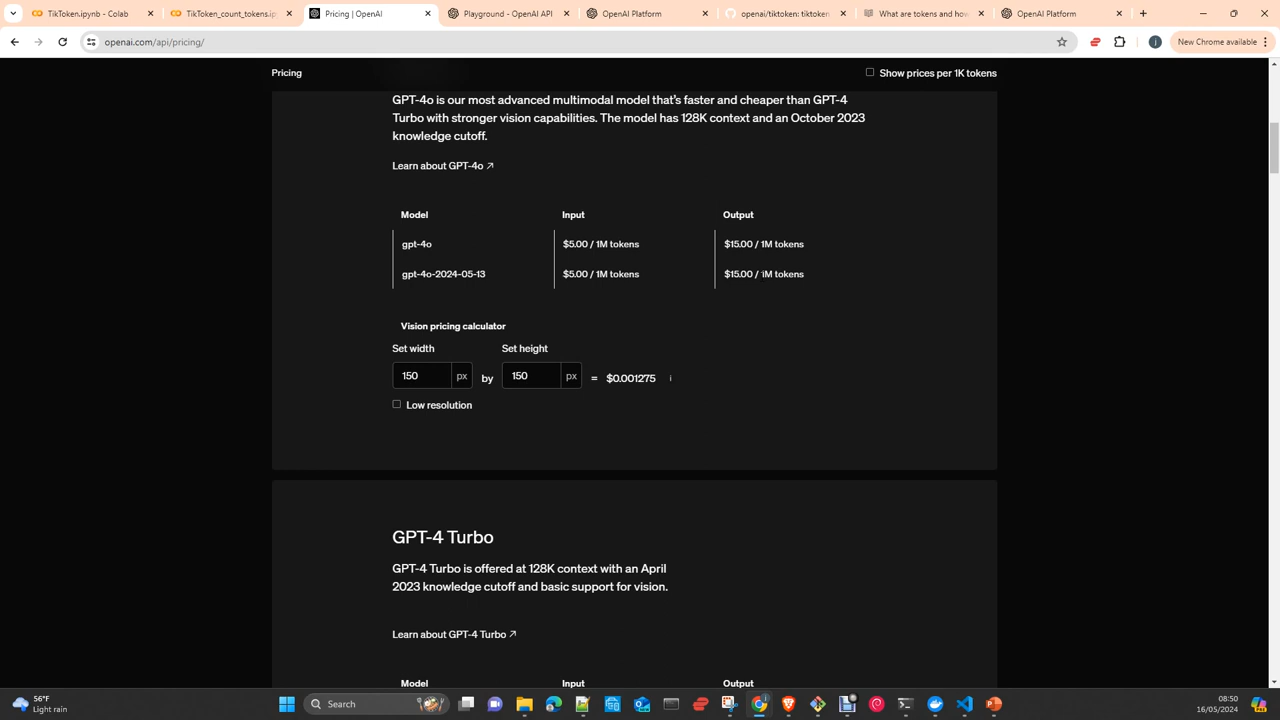 TikToken.ipynb - Colab
TikToken_count_tokens.ipynb
Pricing | OpenAI
Playground - OpenAI API
OpenAI Platform
openai/tiktoken: tiktoken
What are tokens and how
OpenAI Platform
openai.com/api/pricing/
New Chrome available
Pricing
Show prices per 1K tokens
GPT-4o is our most advanced multimodal model that's faster and cheaper than GPT-4
Turbo with stronger vision capabilities. The model has 128K context and an October 2023
knowledge cutoff.
Learn about GPT-4o ↗
Model Input Output
gpt-4o $5.00 / 1M tokens $15.00 / 1M tokens
gpt-4o-2024-05-13 $5.00 / 1M tokens $15.00 / 1M tokens
Vision pricing calculator
Set width Set height
150 px by 150 px = $0.001275 i
Low resolution
GPT-4 Turbo
GPT-4 Turbo is offered at 128K context with an April
2023 knowledge cutoff and basic support for vision.
Learn about GPT-4 Turbo ↗
Model Input Output
56°F
Light rain
Search
08:50
16/05/2024